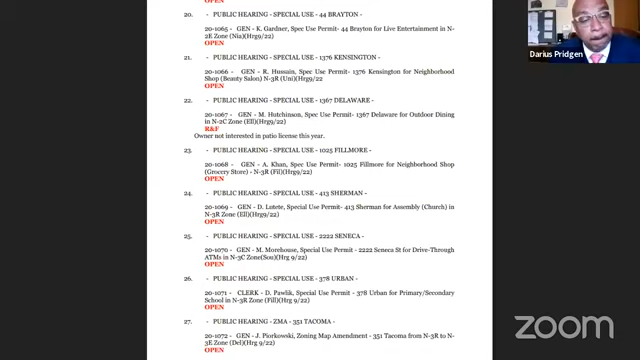 OPEN
20. - PUBLIC HEARING - SPECIAL USE - 44 BRAYTON -
20-1065 - GEN - K. Gardner, Spec Use Permit- 44 Brayton for Live Entertainment in N-
2E Zone (Nia)(Hrg9/22)
OPEN
21. - PUBLIC HEARING - SPECIAL USE - 1376 KENSINGTON -
20-1066 - GEN - R. Hussain, Spec Use Permit- 1376 Kensington for Neighborhood
Shop (Beauty Salon) N-3R (Uni)(Hrg9/22
OPEN
22. - PUBLIC HEARING - SPECIAL USE - 1367 DELAWARE -
20-1067 - GEN - M. Hutchinson, Spec Use Permit- 1367 Delaware for Outdoor Dining
in N-2C Zone (Ell)(Hrg9/22)
R&F
Owner not interested in patio license this year.
23. - PUBLIC HEARING - SPECIAL USE - 1025 FILLMORE -
20-1068 - GEN - A. Khan, Spec Use Permit- 1025 Fillmore for Neighborhood Shop
(Grocery Store) - N-3R (Fil)(Hrg9/22)
OPEN
24. - PUBLIC HEARING - SPECIAL USE - 413 SHERMAN -
20-1069 - GEN - D. Lutete, Special Use Permit- 413 Sherman for Assembly (Church) in
N-3R Zone (Ell)(Hrg9/22)
OPEN
25. - PUBLIC HEARING - SPECIAL USE - 2222 SENECA -
20-1070 - GEN - M. Morehouse, Special Use Permit - 2222 Seneca St for Drive-Through
ATMs in N-3C Zone(Sou)(Hrg 9/22)
OPEN
26. - PUBLIC HEARING - SPECIAL USE - 378 URBAN -
20-1071 - CLERK - D. Pawlik, Special Use Permit - 378 Urban for Primary/Secondary
School in N-3R Zone (Fill)(Hrg 9/22)
OPEN
27. - PUBLIC HEARING - ZMA - 351 TACOMA -
20-1072 - GEN - J. Piorkowski, Zoning Map Amendment - 351 Tacoma from N-3R to N-
3E Zone (Del)(Hrg 9/22)
OPEN
Darius Pridgen
zoom